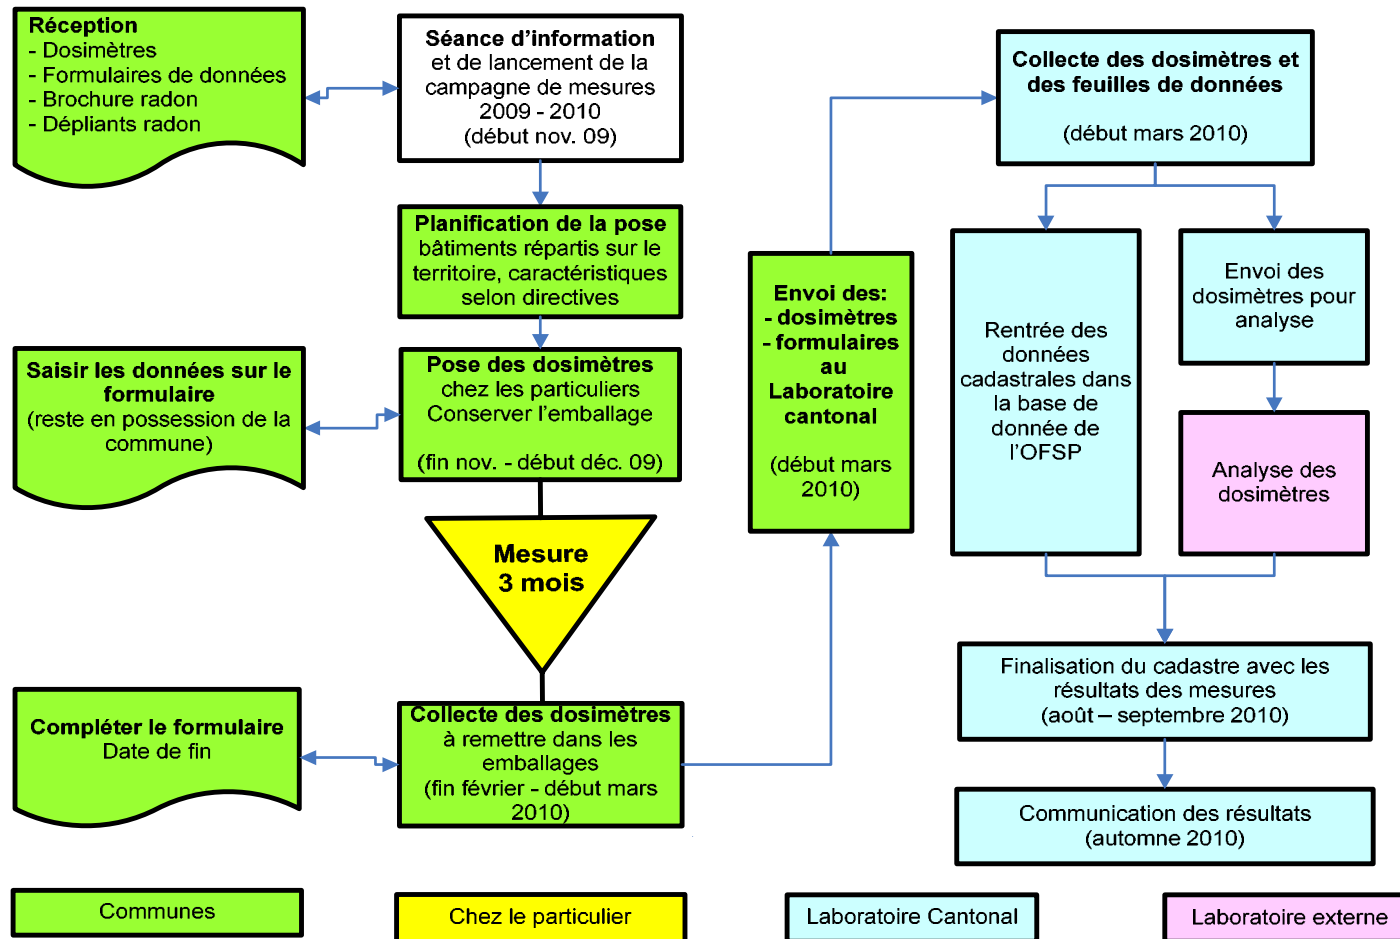 Réception
- Dosimètres
- Formulaires de données
- Brochure radon
- Dépliants radon
Séance d'information
et de lancement de la
campagne de mesures
2009 - 2010
(début nov. 09)
Planification de la pose
bâtiments répartis sur le
territoire, caractéristiques
selon directives
Saisir les données sur le
formulaire
(reste en possession de la
commune)
Pose des dosimètres
chez les particuliers
Conserver l'emballage
(fin nov. - début déc. 09)
Mesure
3 mois
Compléter le formulaire
Date de fin
Collecte des dosimètres
à remettre dans les
emballages
(fin février - début mars
2010)
Envoi des:
- dosimètres
- formulaires
au
Laboratoire
cantonal
(début mars
2010)
Collecte des dosimètres et
des feuilles de données
(début mars 2010)
Rentrée des
données
cadastrales dans
la base de
donnée de
l'OFSP
Envoi des
dosimètres pour
analyse
Analyse des
dosimètres
Finalisation du cadastre avec les
résultats des mesures
(août – septembre 2010)
Communication des résultats
(automne 2010)
Communes
Chez le particulier
Laboratoire Cantonal
Laboratoire externe